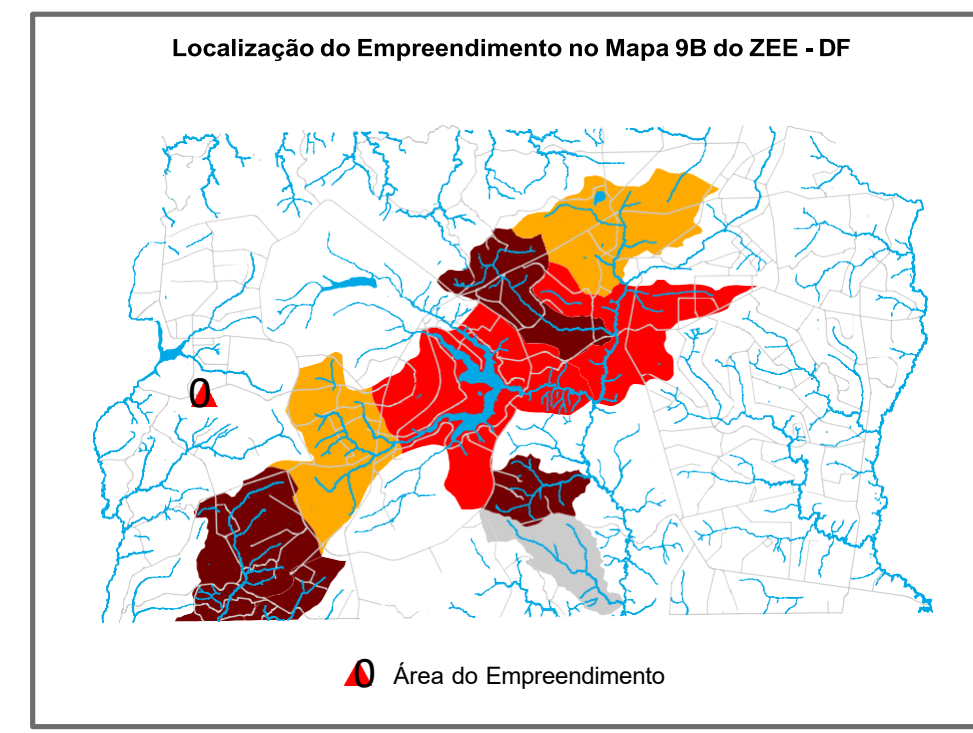 Localização do Empreendimento no Mapa 9B do ZEE - DF
0
0 Área do Empreendimento